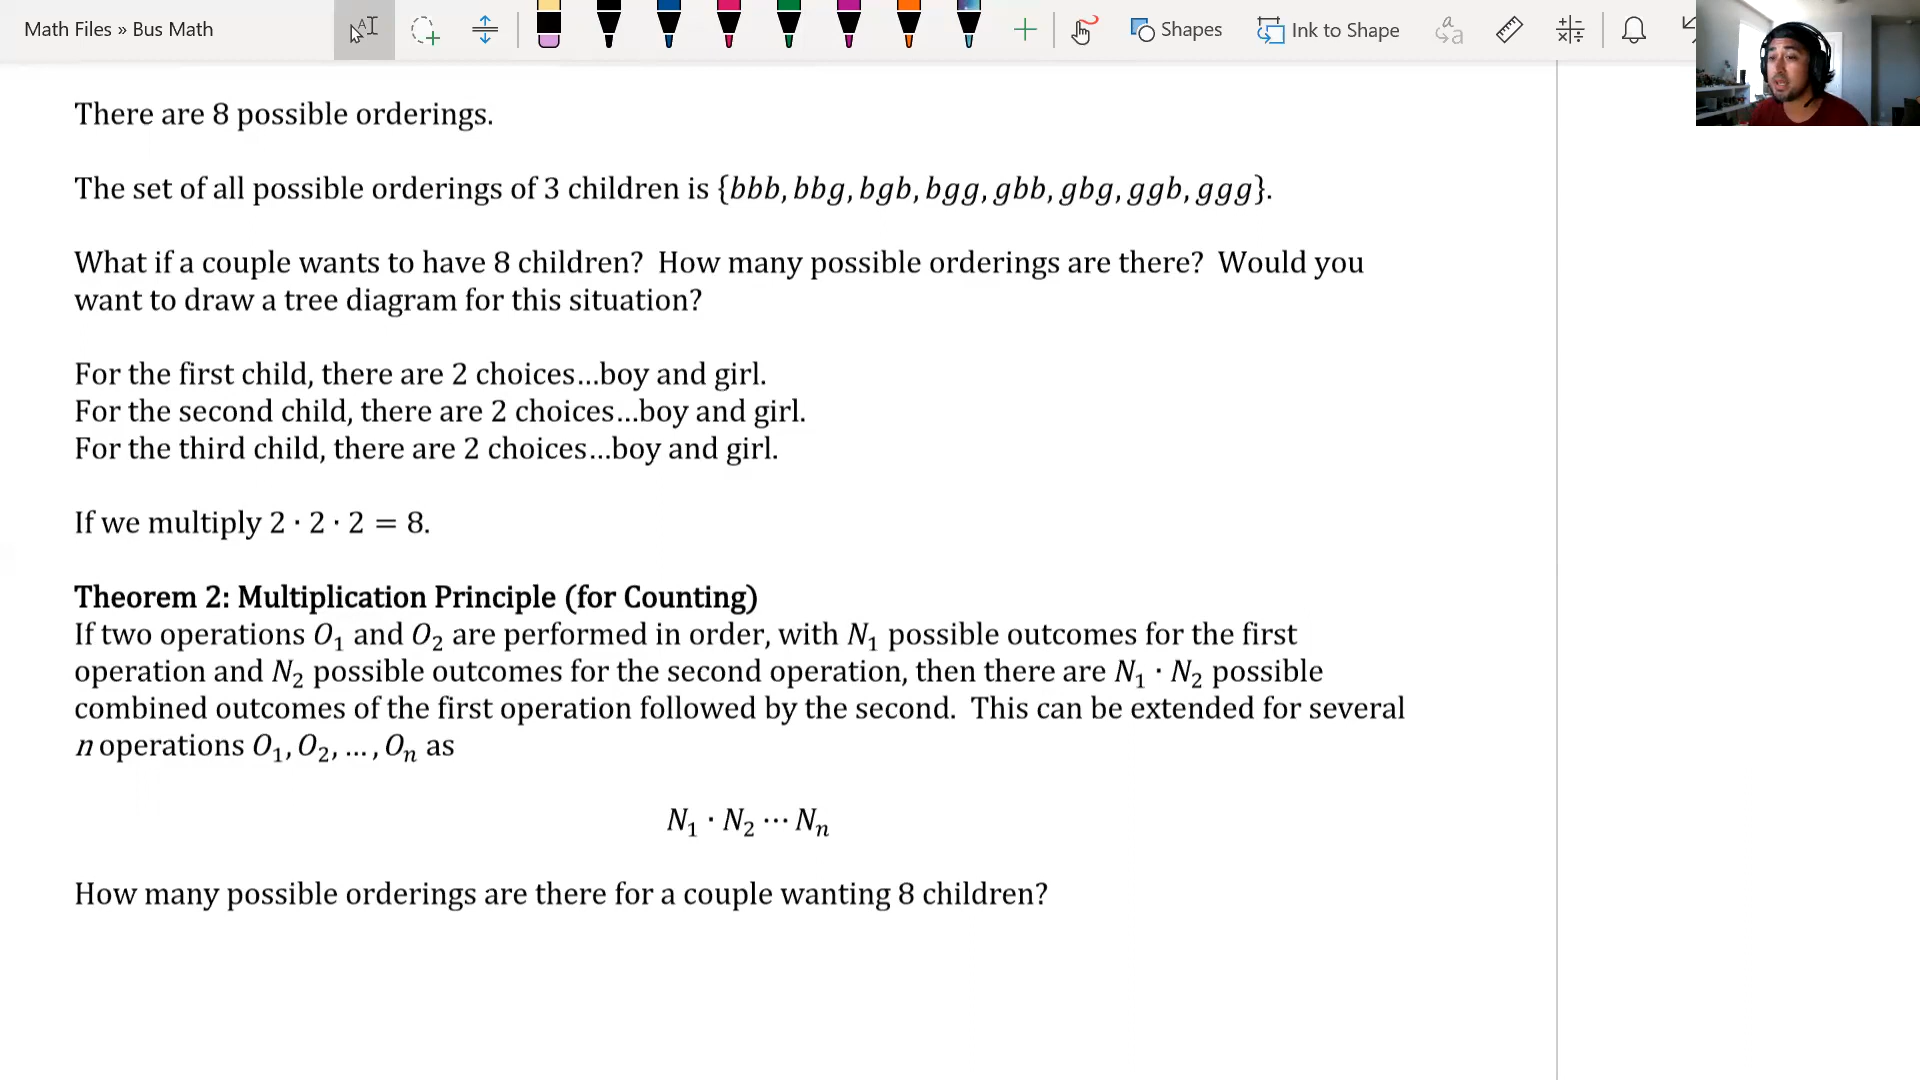 Math Files » Bus Math
Shapes
Ink to Shape
There are 8 possible orderings.
The set of all possible orderings of 3 children is {bbb, bbg, bgb, bgg, gbb, gbg, ggb, ggg}.
What if a couple wants to have 8 children? How many possible orderings are there? Would you
want to draw a tree diagram for this situation?
For the first child, there are 2 choices...boy and girl.
For the second child, there are 2 choices...boy and girl.
For the third child, there are 2 choices...boy and girl.
If we multiply 2 · 2 · 2 = 8.
Theorem 2: Multiplication Principle (for Counting)
If two operations O₁ and O₂ are performed in order, with N₁ possible outcomes for the first
operation and N₂ possible outcomes for the second operation, then there are N₁ · N₂ possible
combined outcomes of the first operation followed by the second. This can be extended for several
n operations O₁, O₂, … , Oₙ as
N₁ · N₂ ⋯ Nₙ
How many possible orderings are there for a couple wanting 8 children?